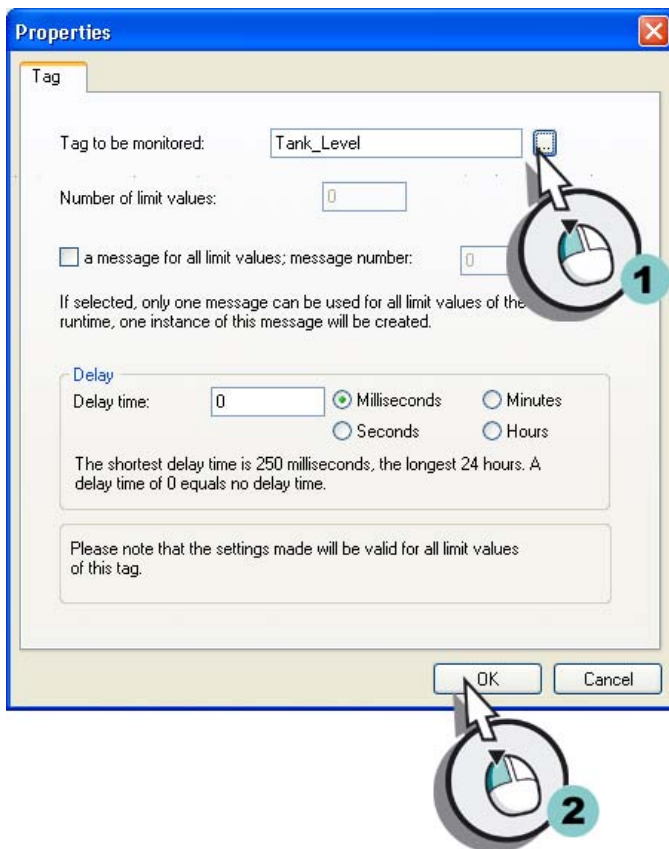 Properties
Tag
Tag to be monitored: Tank_Level ...
Number of limit values: 0
a message for all limit values; message number: 0
1
If selected, only one message can be used for all limit values of the
runtime, one instance of this message will be created.
Delay
Delay time: 0 Milliseconds Minutes
Seconds Hours
The shortest delay time is 250 milliseconds, the longest 24 hours. A
delay time of 0 equals no delay time.
Please note that the settings made will be valid for all limit values
of this tag.
OK Cancel
2